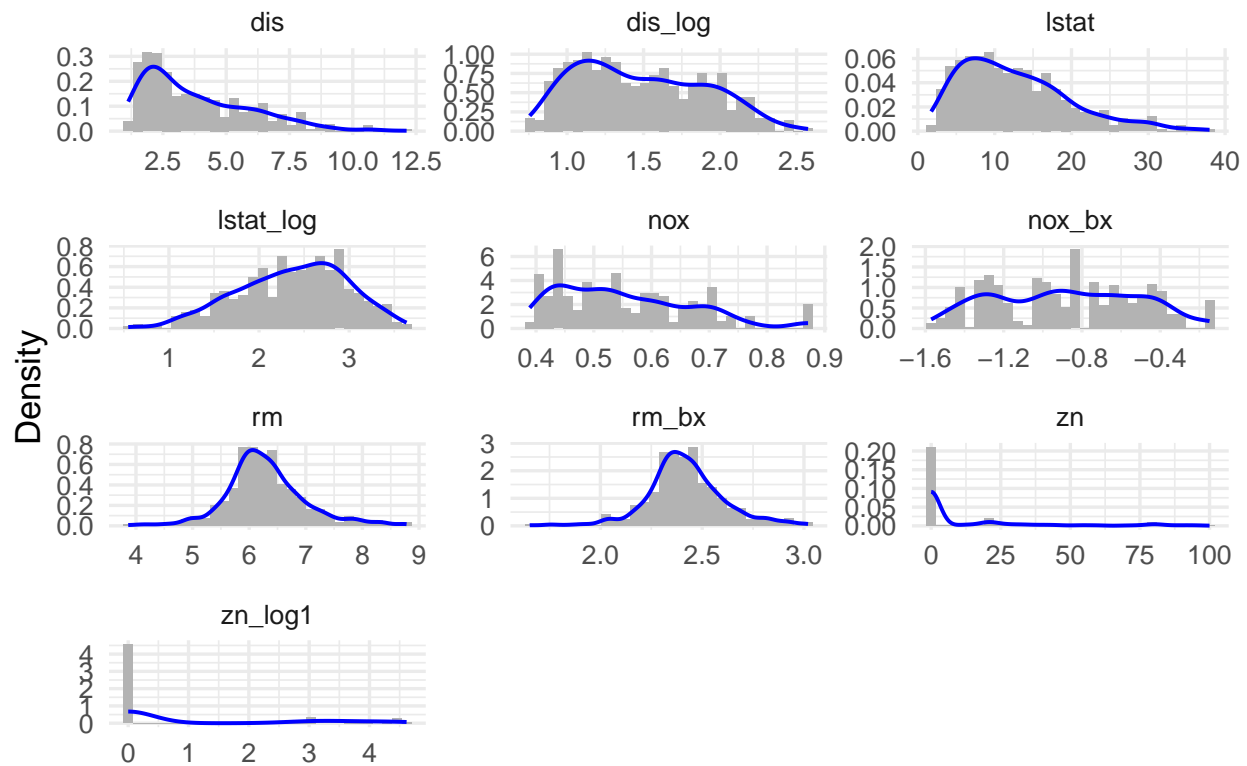 dis
dis_log
lstat
0.3
0.2
0.1
0.0
1.00
0.75
0.50
0.25
0.00
0.06
0.04
0.02
0.00
2.5 5.0 7.5 10.0 12.5
1.0 1.5 2.0 2.5
0 10 20 30 40
lstat_log
nox
nox_bx
0.8
0.6
0.4
0.2
0.0
6
4
2
0
2.0
1.5
1.0
0.5
0.0
1 2 3
0.4 0.5 0.6 0.7 0.8 0.9
−1.6 −1.2 −0.8 −0.4
Density
rm
rm_bx
zn
0.8
0.6
0.4
0.2
0.0
3
2
1
0
0.20
0.15
0.10
0.05
0.00
4 5 6 7 8 9
2.0 2.5 3.0
0 25 50 75 100
zn_log1
4
3
2
1
0
0 1 2 3 4